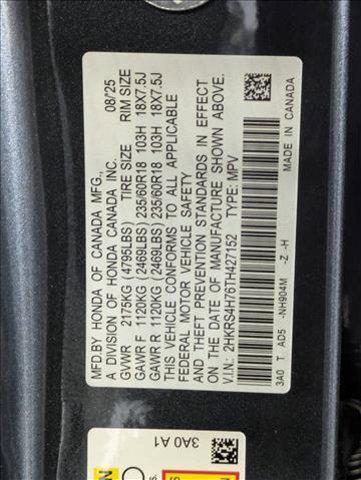 MFD.BY HONDA OF CANADA MFG., 08/25
A DIVISION OF HONDA CANADA INC.
GVWR 2175KG (4795LBS) TIRE SIZE RIM SIZE
GAWR F 1120KG (2469LBS) 235/60R18 103H 18X7.5J
GAWR R 1120KG (2469LBS) 235/60R18 103H 18X7.5J
THIS VEHICLE CONFORMS TO ALL APPLICABLE
FEDERAL MOTOR VEHICLE SAFETY
AND THEFT PREVENTION STANDARDS IN EFFECT
ON THE DATE OF MANUFACTURE SHOWN ABOVE.
V.I.N.: 2HKRS4H76TH427152 TYPE: MPV
3A0 T AD5 -NH904M -Z -H MADE IN CANADA
3A0 A1